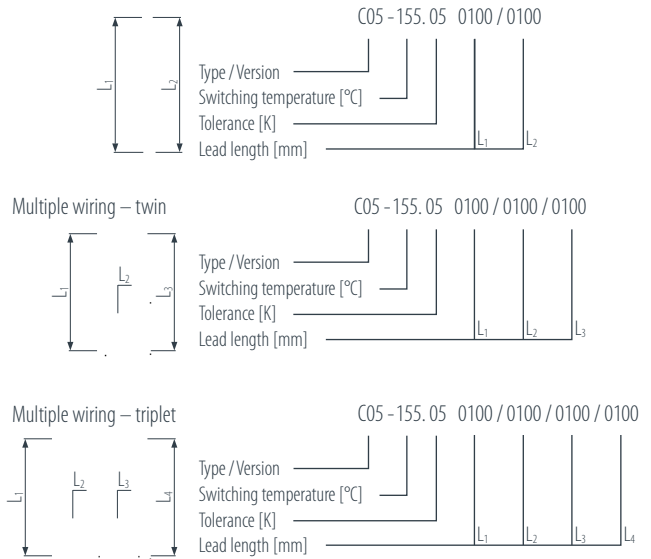 C05 - 155. 05 0100 / 0100
L1
L2
Type / Version
Switching temperature [°C]
Tolerance [K]
Lead length [mm]
L1
L2
Multiple wiring – twin
C05 - 155. 05 0100 / 0100 / 0100
L1
L2
L3
Type / Version
Switching temperature [°C]
Tolerance [K]
Lead length [mm]
L1
L2
L3
Multiple wiring – triplet
C05 - 155. 05 0100 / 0100 / 0100 / 0100
L1
L2
L3
L4
Type / Version
Switching temperature [°C]
Tolerance [K]
Lead length [mm]
L1
L2
L3
L4